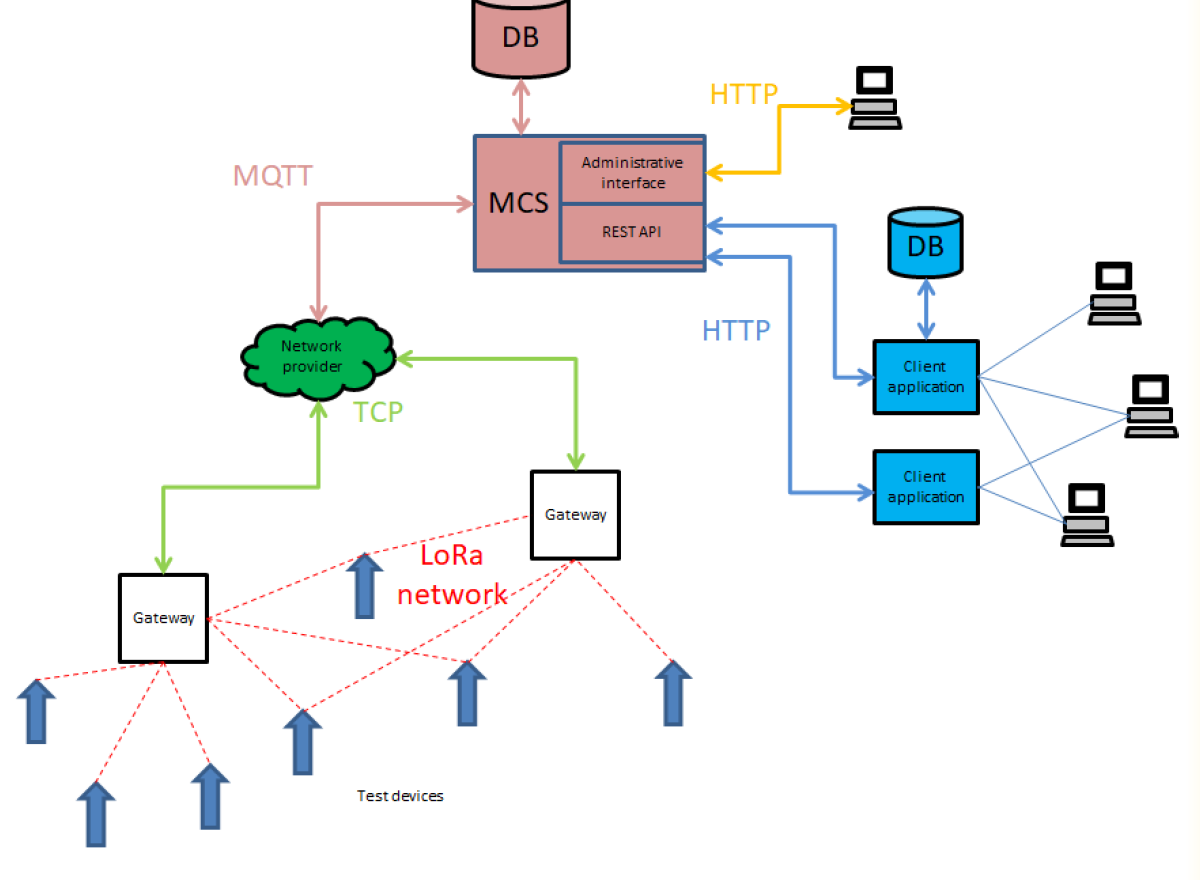 DB
HTTP
MQTT
MCS
Administrative
interface
REST API
DB
HTTP
Network
provider
Client
application
TCP
Client
application
Gateway
LoRa
network
Gateway
Test devices